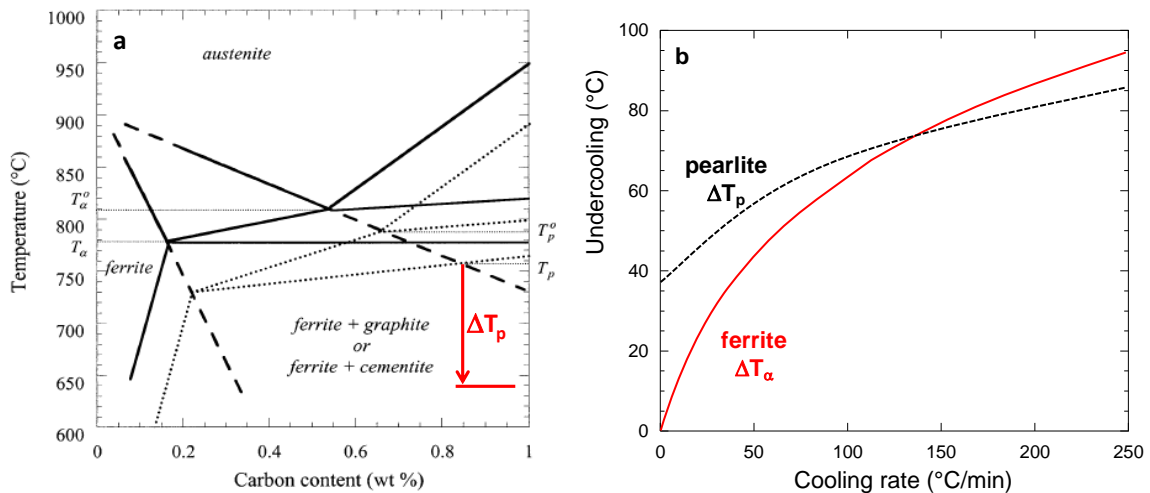 a
austenite
ferrite
ferrite + graphite
or
ferrite + cementite
ΔTp
1000
950
900
850
800
750
700
650
600
Tα°
Tα
Tp°
Tp
Temperature (°C)
0
0.2
0.4
0.6
0.8
1
Carbon content (wt %)
b
pearlite
ΔTp
ferrite
ΔTα
100
80
60
40
20
0
Undercooling (°C)
0
50
100
150
200
250
Cooling rate (°C/min)